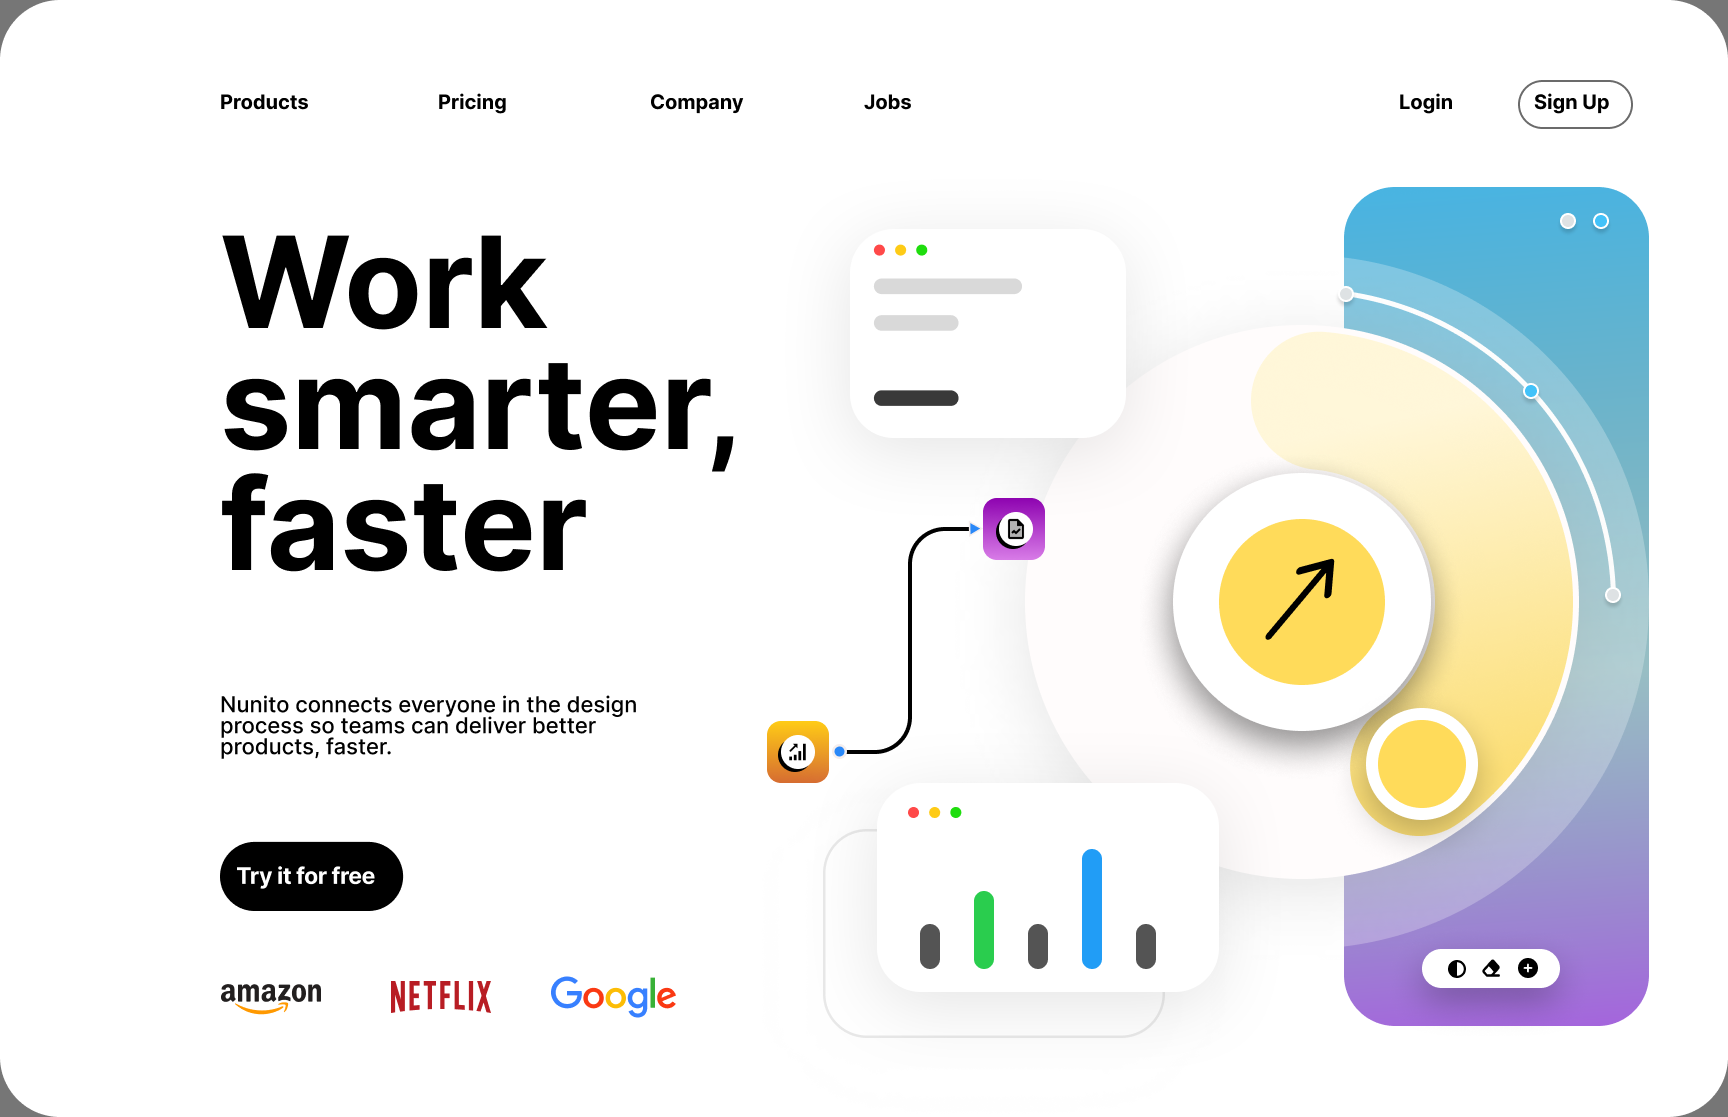 Products
Pricing
Company
Jobs
Login
Sign Up
Work
smarter,
faster
Nunito connects everyone in the design
process so teams can deliver better
products, faster.
Try it for free
amazon
NETFLIX
Google